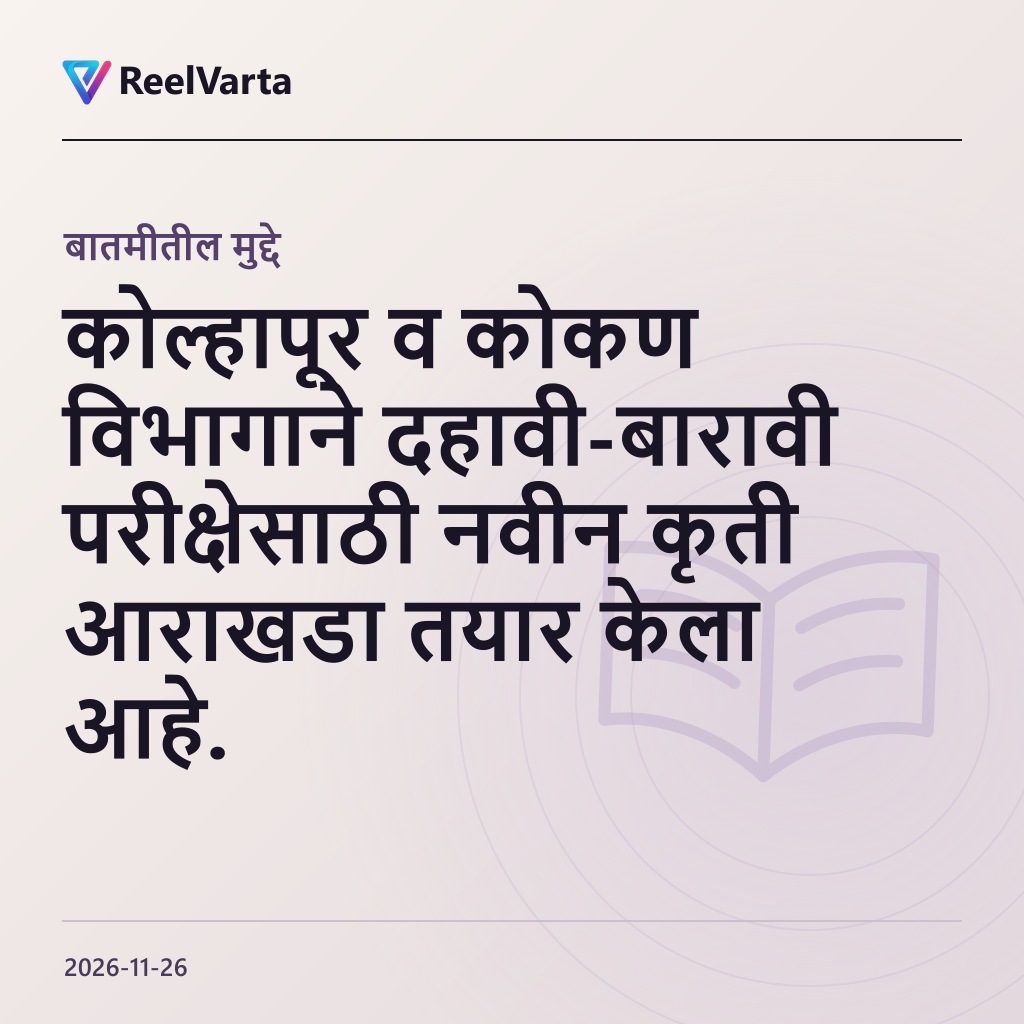 ReelVarta
बातमीतील मुद्दे
कोल्हापूर व कोकण
विभागाने दहावी-बारावी
परीक्षेसाठी नवीन कृती
आराखडा तयार केला
आहे.
2026-11-26